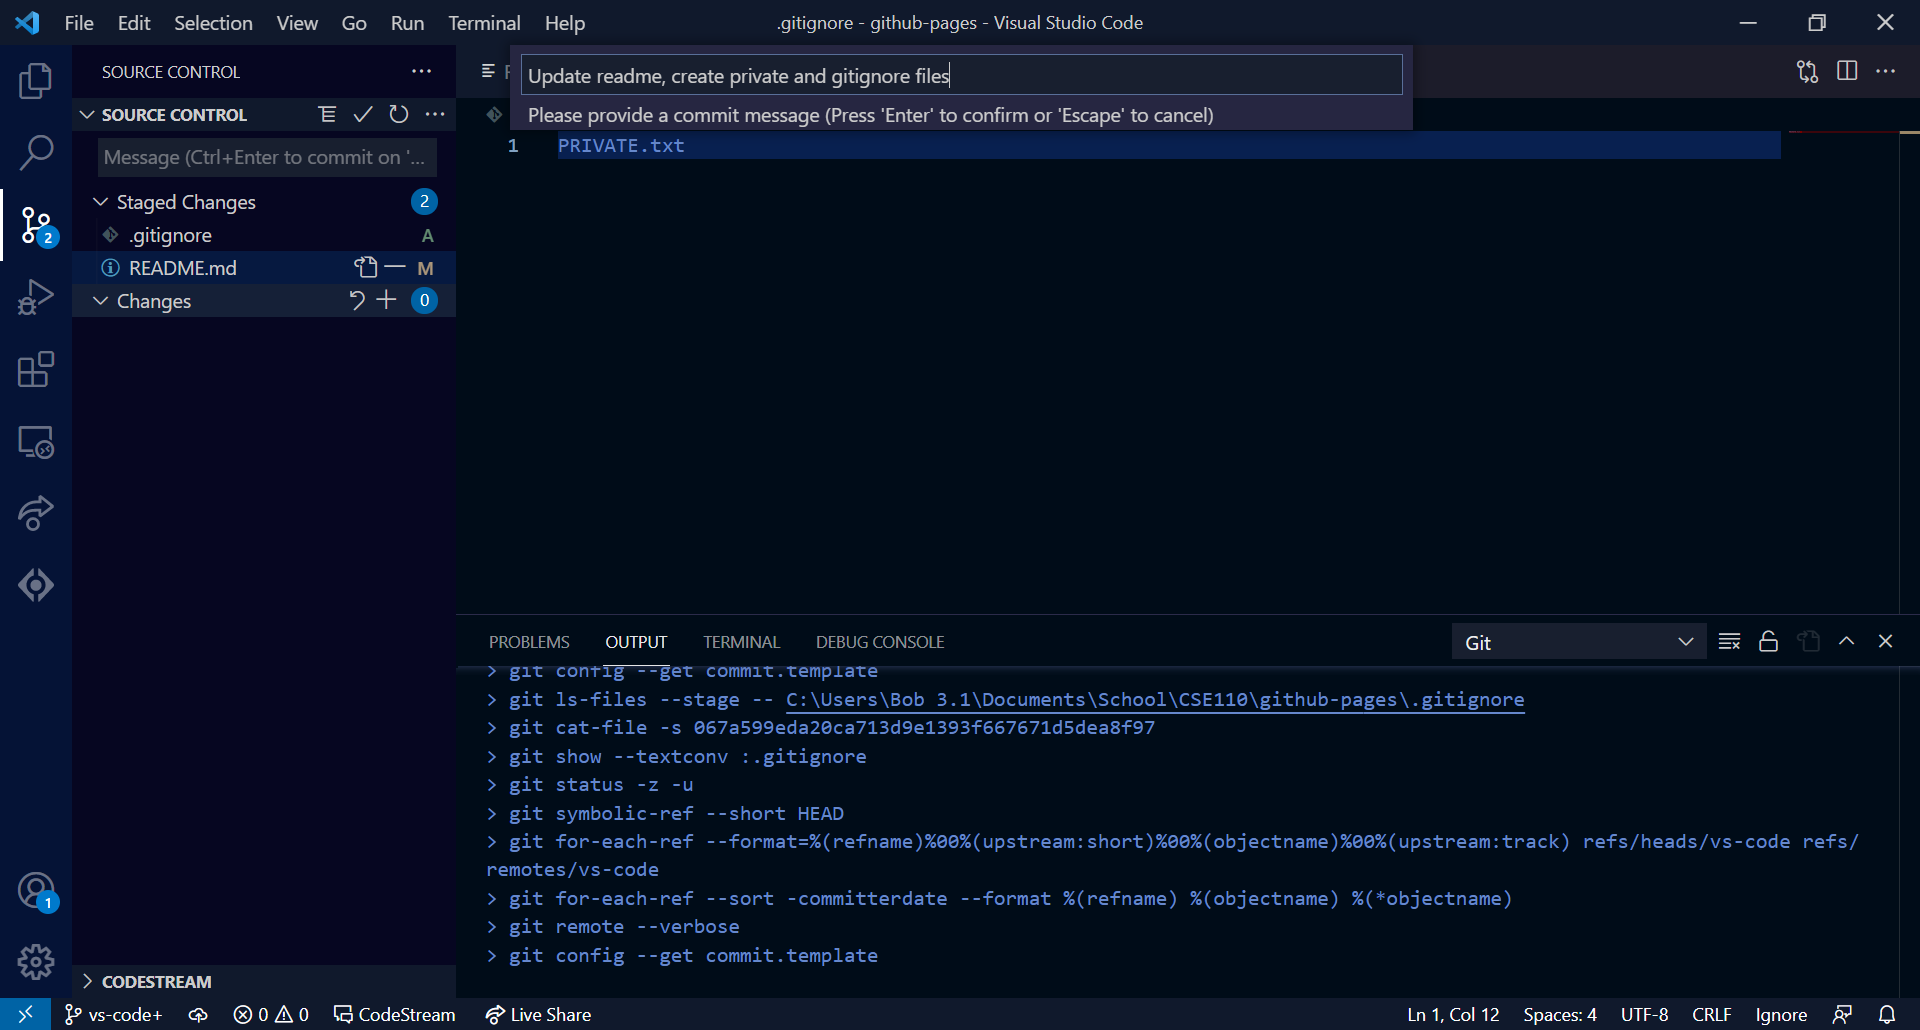 File Edit Selection View Go Run Terminal Help
.gitignore - github-pages - Visual Studio Code
SOURCE CONTROL
SOURCE CONTROL
Message (Ctrl+Enter to commit on '...
Staged Changes 2
.gitignore A
README.md M
Changes 0
2
1
CODESTREAM
Update readme, create private and gitignore files
Please provide a commit message (Press 'Enter' to confirm or 'Escape' to cancel)
1 PRIVATE.txt
PROBLEMS OUTPUT TERMINAL DEBUG CONSOLE Git
> git config --get commit.template
> git ls-files --stage -- C:\Users\Bob 3.1\Documents\School\CSE110\github-pages\.gitignore
> git cat-file -s 067a599eda20ca713d9e1393f667671d5dea8f97
> git show --textconv :.gitignore
> git status -z -u
> git symbolic-ref --short HEAD
> git for-each-ref --format=%(refname)%00%(upstream:short)%00%(objectname)%00%(upstream:track) refs/heads/vs-code refs/
remotes/vs-code
> git for-each-ref --sort -committerdate --format %(refname) %(objectname) %(*objectname)
> git remote --verbose
> git config --get commit.template
vs-code+ 0 0 CodeStream Live Share Ln 1, Col 12 Spaces: 4 UTF-8 CRLF Ignore